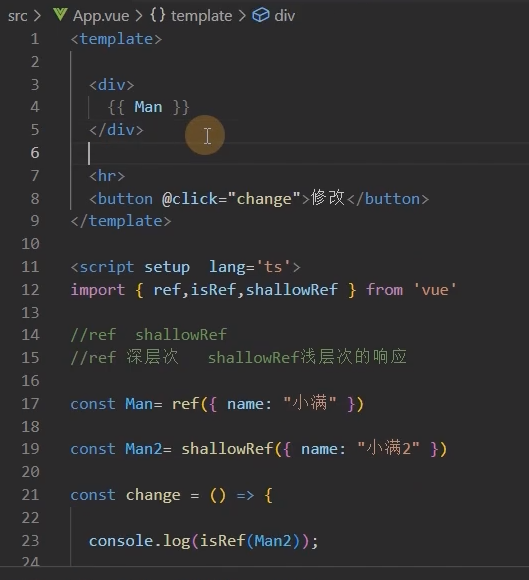 src > App.vue > {} template > div
1 <template>
2
3 <div>
4 {{ Man }}
5 </div>
6
7 <hr>
8 <button @click="change">修改</button>
9 </template>
10
11 <script setup  lang='ts'>
12 import { ref,isRef,shallowRef } from 'vue'
13
14 //ref  shallowRef
15 //ref 深层次   shallowRef浅层次的响应
16
17 const Man= ref({ name: "小满" })
18
19 const Man2= shallowRef({ name: "小满2" })
20
21 const change = () => {
22
23 console.log(isRef(Man2));
24